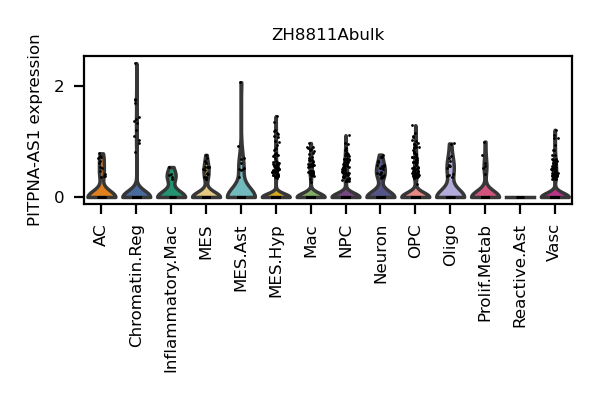 ZH8811Abulk
PITPNA-AS1 expression
2
0
AC
Chromatin.Reg
Inflammatory.Mac
MES
MES.Ast
MES.Hyp
Mac
NPC
Neuron
OPC
Oligo
Prolif.Metab
Reactive.Ast
Vasc